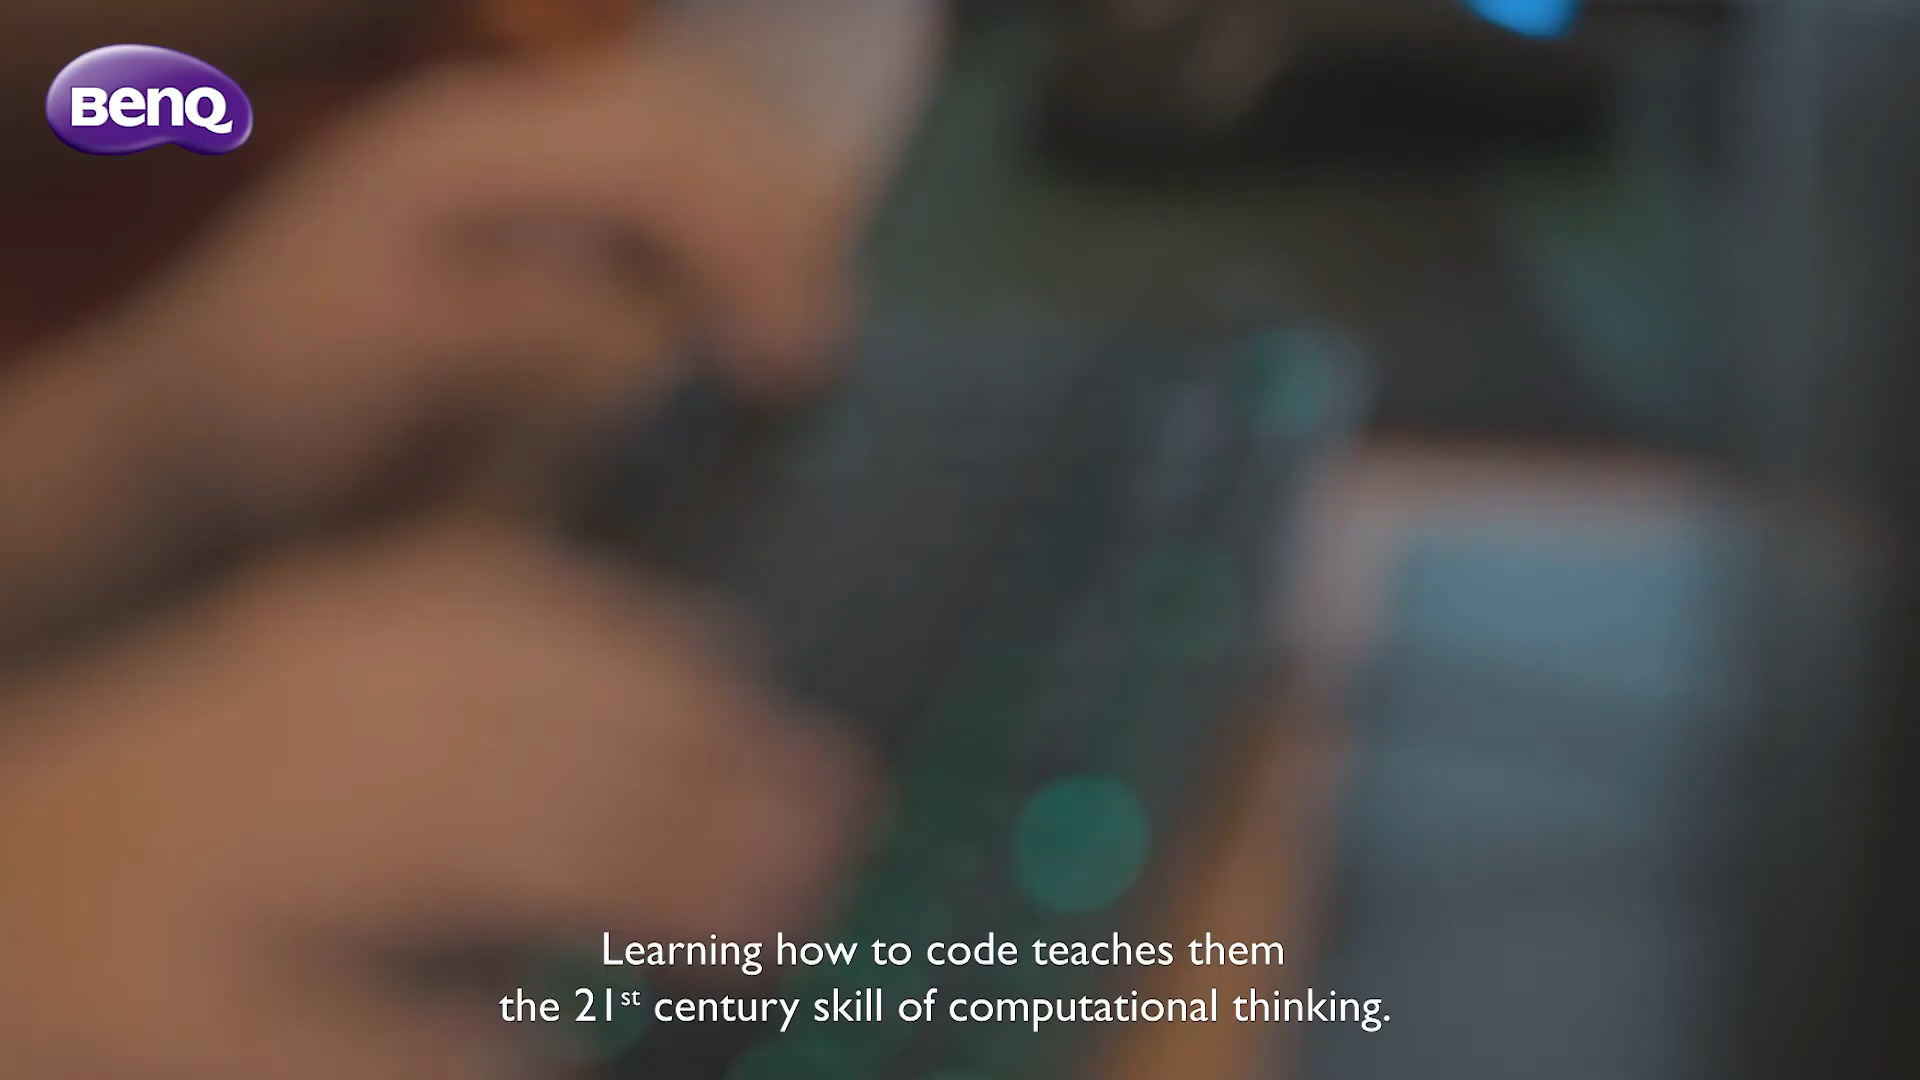 BenQ
Learning how to code teaches them
the 21st century skill of computational thinking.